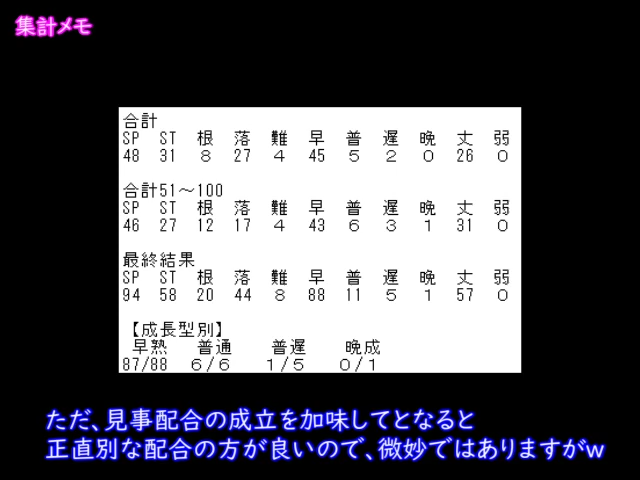 集計メモ
合計
SP ST 根 落 難 早 普 遅 晩 丈 弱
48 31 8 27 4 45 5 2 0 26 0
合計51～100
SP ST 根 落 難 早 普 遅 晩 丈 弱
46 27 12 17 4 43 6 3 1 31 0
最終結果
SP ST 根 落 難 早 普 遅 晩 丈 弱
94 58 20 44 8 88 11 5 1 57 0
【成長型別】
早熟 普通 普遅 晩成
87/88 6/6 1/5 0/1
ただ、見事配合の成立を加味してとなると
正直別な配合の方が良いので、微妙ではありますがw